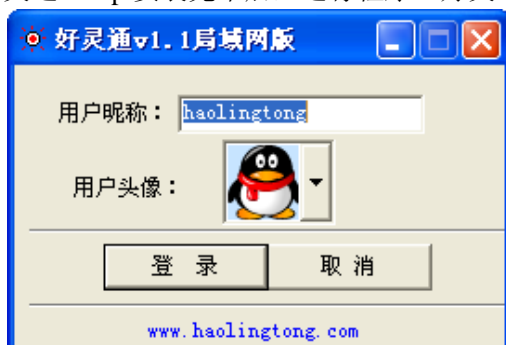 好灵通v1.1局域网版
用户昵称： haolingtong
用户头像：
登 录 取 消
www.haolingtong.com